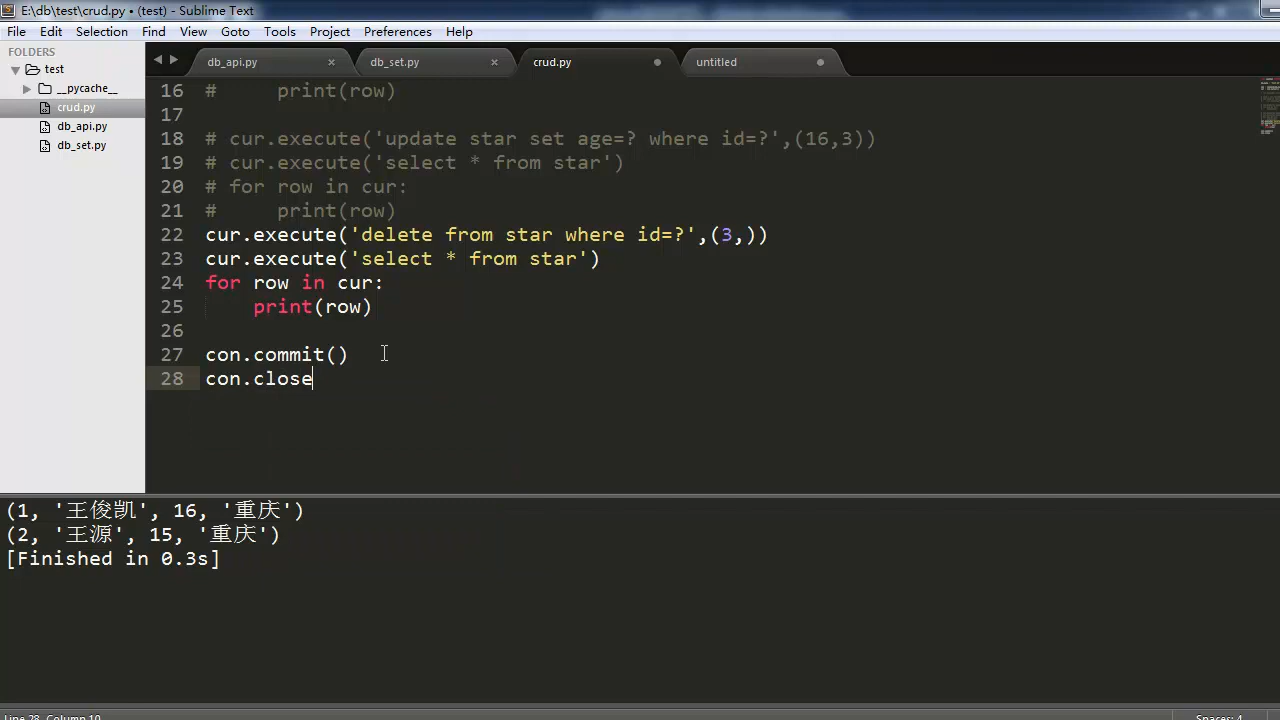 E:\db\test\crud.py • (test) - Sublime Text
File Edit Selection Find View Goto Tools Project Preferences Help
FOLDERS
test
__pycache__
crud.py
db_api.py
db_set.py
db_api.py × db_set.py × crud.py untitled
16 #     print(row)
17
18 # cur.execute('update star set age=? where id=?',(16,3))
19 # cur.execute('select * from star')
20 # for row in cur:
21 #     print(row)
22 cur.execute('delete from star where id=?',(3,))
23 cur.execute('select * from star')
24 for row in cur:
25     print(row)
26
27 con.commit()
28 con.close
(1, '王俊凯', 16, '重庆')
(2, '王源', 15, '重庆')
[Finished in 0.3s]
Line 28, Column 10
Spaces: 4